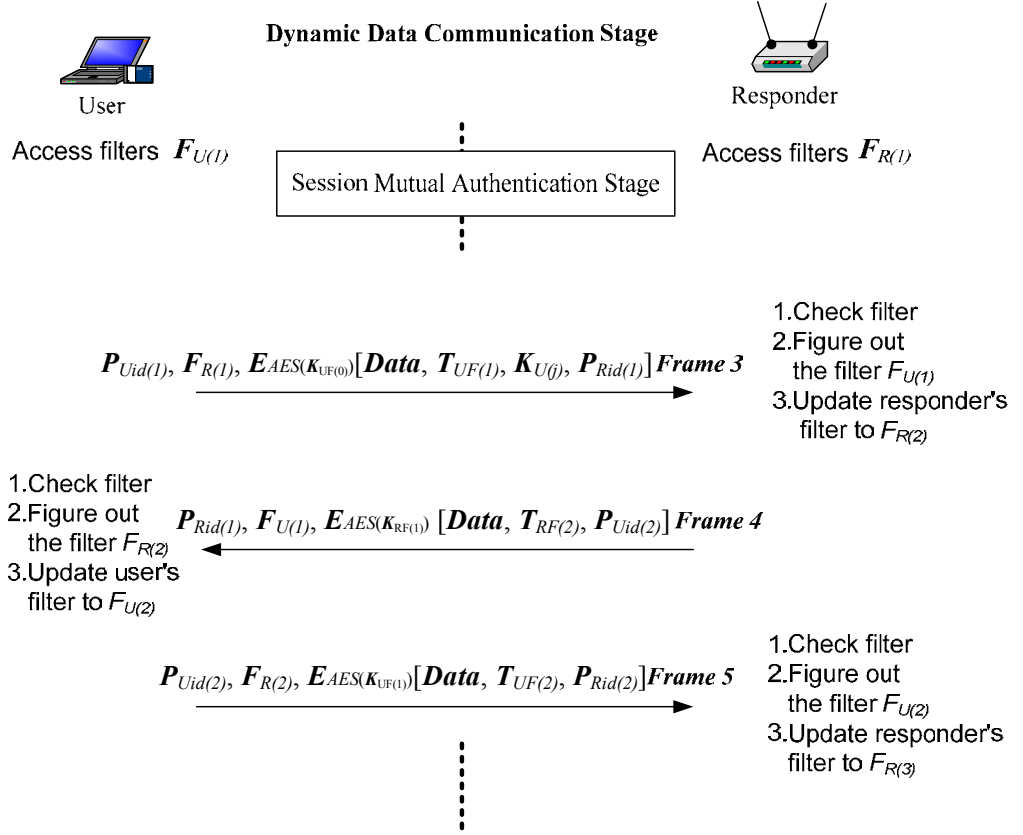 Dynamic Data Communication Stage
User
Responder
Access filters F_U(1)
Access filters F_R(1)
Session Mutual Authentication Stage
P_Uid(1), F_R(1), E_AES(K_UF(0))[Data, T_UF(1), K_U(j), P_Rid(1)] Frame 3
1.Check filter
2.Figure out
the filter F_U(1)
3.Update responder's
filter to F_R(2)
1.Check filter
2.Figure out
the filter F_R(2)
3.Update user's
filter to F_U(2)
P_Rid(1), F_U(1), E_AES(K_RF(1)) [Data, T_RF(2), P_Uid(2)] Frame 4
P_Uid(2), F_R(2), E_AES(K_UF(1))[Data, T_UF(2), P_Rid(2)]Frame 5
1.Check filter
2.Figure out
the filter F_U(2)
3.Update responder's
filter to F_R(3)